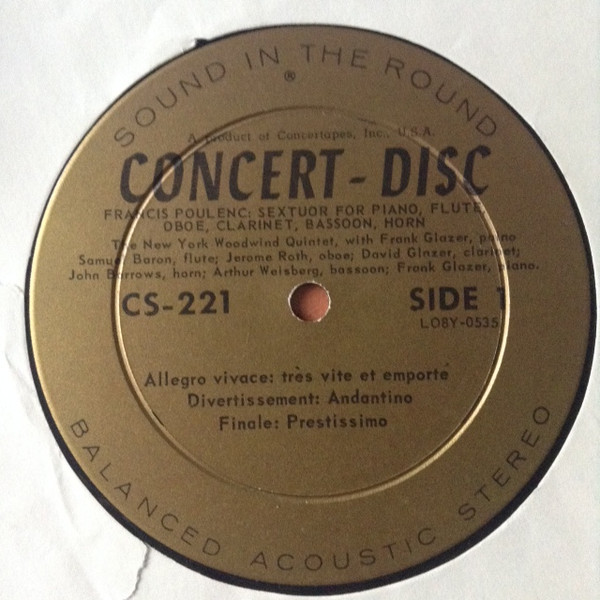 SOUND IN THE ROUND
®
A Product of Concertapes, Inc., U.S.A.
CONCERT-DISC
FRANCIS POULENC: SEXTUOR FOR PIANO, FLUTE,
OBOE, CLARINET, BASSOON, HORN
The New York Woodwind Quintet, with Frank Glazer, piano
Samuel Baron, flute; Jerome Roth, oboe; David Glazer, clarinet;
John Barrows, horn; Arthur Weisberg, bassoon; Frank Glazer, piano.
CS-221
SIDE 1
LO8Y-0535
Allegro vivace: très vite et emporté
Divertissement: Andantino
Finale: Prestissimo
BALANCED ACOUSTIC STEREO